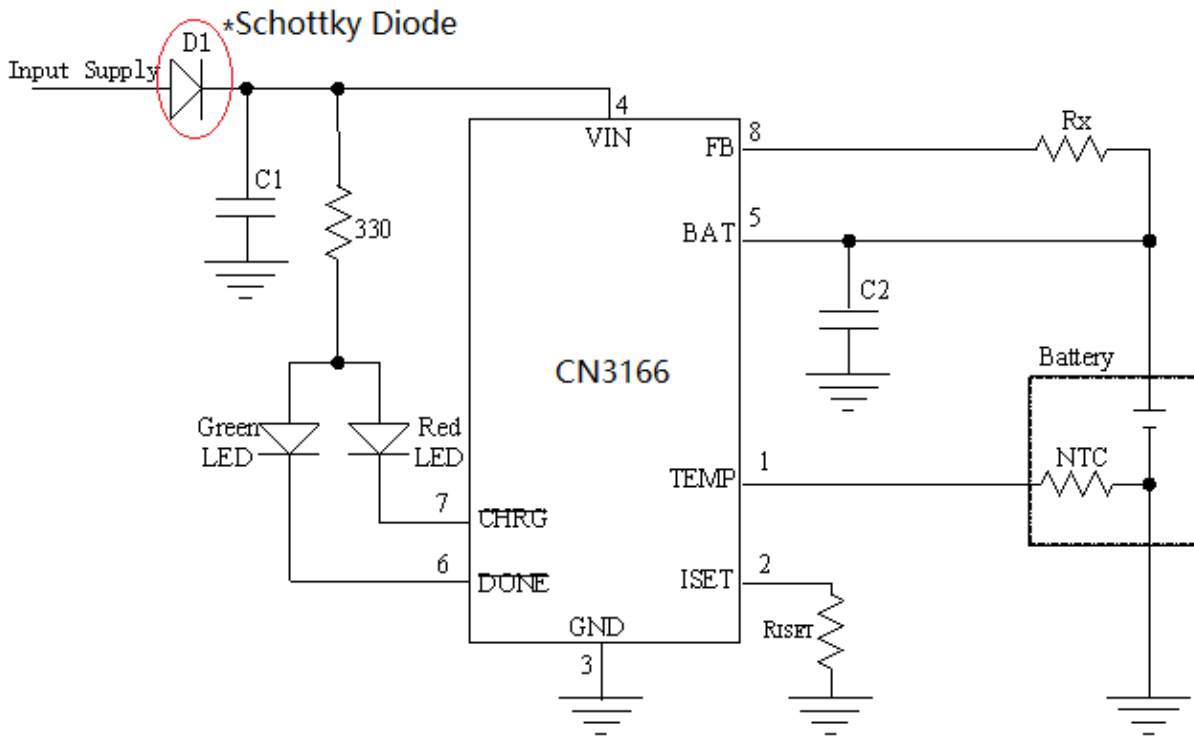 *Schottky Diode
D1
Input Supply
4
VIN
8
FB
Rx
C1
330
5
BAT
C2
CN3166
Battery
Green
LED
Red
LED
TEMP
1
NTC
7
CHRG
6
DONE
ISET
2
RISET
GND
3